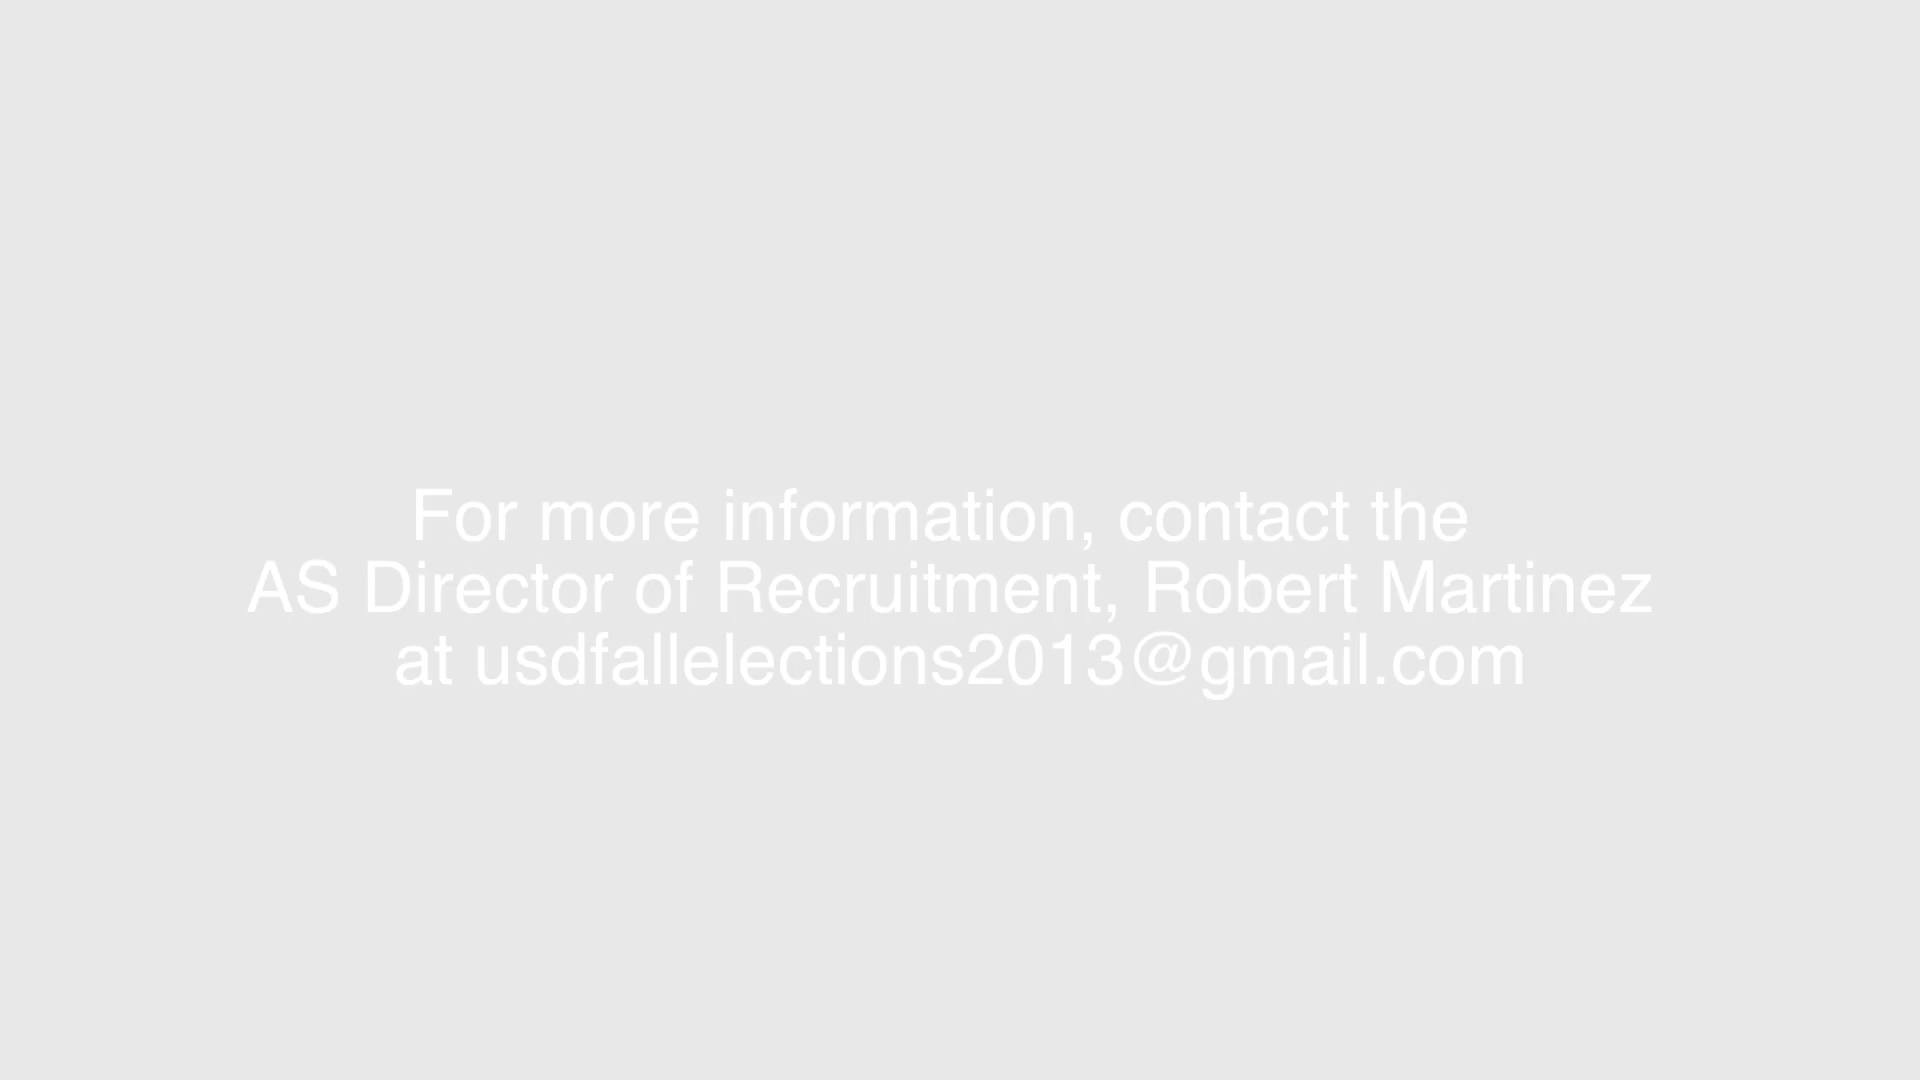 For more information, contact the
AS Director of Recruitment, Robert Martinez
at usdfallelections2013@gmail.com